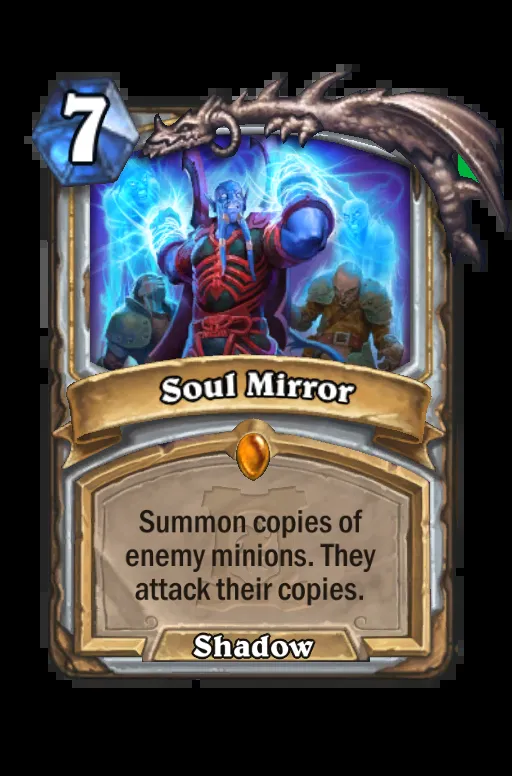 7
Soul Mirror
Summon copies of
enemy minions. They
attack their copies.
Shadow